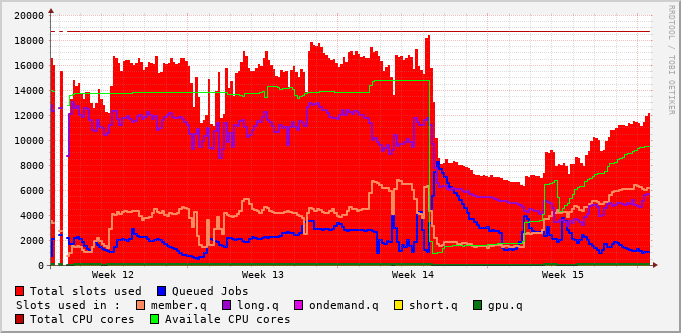 20000
18000
16000
14000
12000
10000
8000
6000
4000
2000
0
Week 12 Week 13 Week 14 Week 15
RRDTOOL / TOBI OETIKER
Total slots used Queued Jobs
Slots used in : member.q long.q ondemand.q short.q gpu.q
Total CPU cores Availale CPU cores